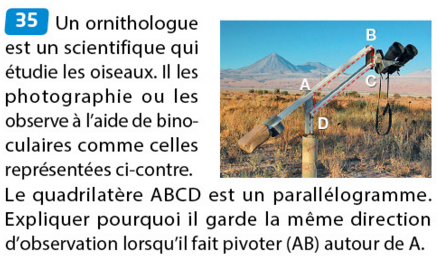 35 Un ornithologue
est un scientifique qui
étudie les oiseaux. Il les
photographie ou les
observe à l'aide de bino-
culaires comme celles
représentées ci-contre.
B
A
C
D
Le quadrilatère ABCD est un parallélogramme.
Expliquer pourquoi il garde la même direction
d'observation lorsqu'il fait pivoter (AB) autour de A.